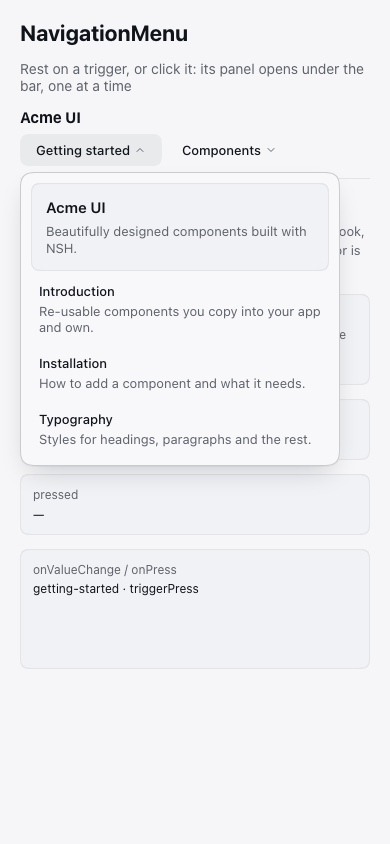 NavigationMenu
Rest on a trigger, or click it: its panel opens under the
bar, one at a time
Acme UI
Getting started
Components
Acme UI
Beautifully designed components built with
NSH.
Introduction
Re-usable components you copy into your app
and own.
Installation
How to add a component and what it needs.
Typography
Styles for headings, paragraphs and the rest.
is
pressed
—
onValueChange / onPress
getting-started · triggerPress